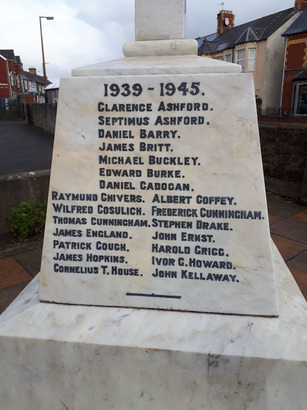 1939 - 1945.
CLARENCE ASHFORD.
SEPTIMUS ASHFORD.
DANIEL BARRY.
JAMES BRITT.
MICHAEL BUCKLEY.
EDWARD BURKE.
DANIEL CADOGAN.
RAYMUND CHIVERS. ALBERT COFFEY.
WILFRED COSULICH. FREDERICK CUNNINGHAM.
THOMAS CUNNINGHAM. STEPHEN DRAKE.
JAMES ENGLAND. JOHN ERNST.
PATRICK GOUGH. HAROLD GRIGG.
JAMES HOPKINS. IVOR G. HOWARD.
CORNELIUS T. HOUSE. JOHN KELLAWAY.